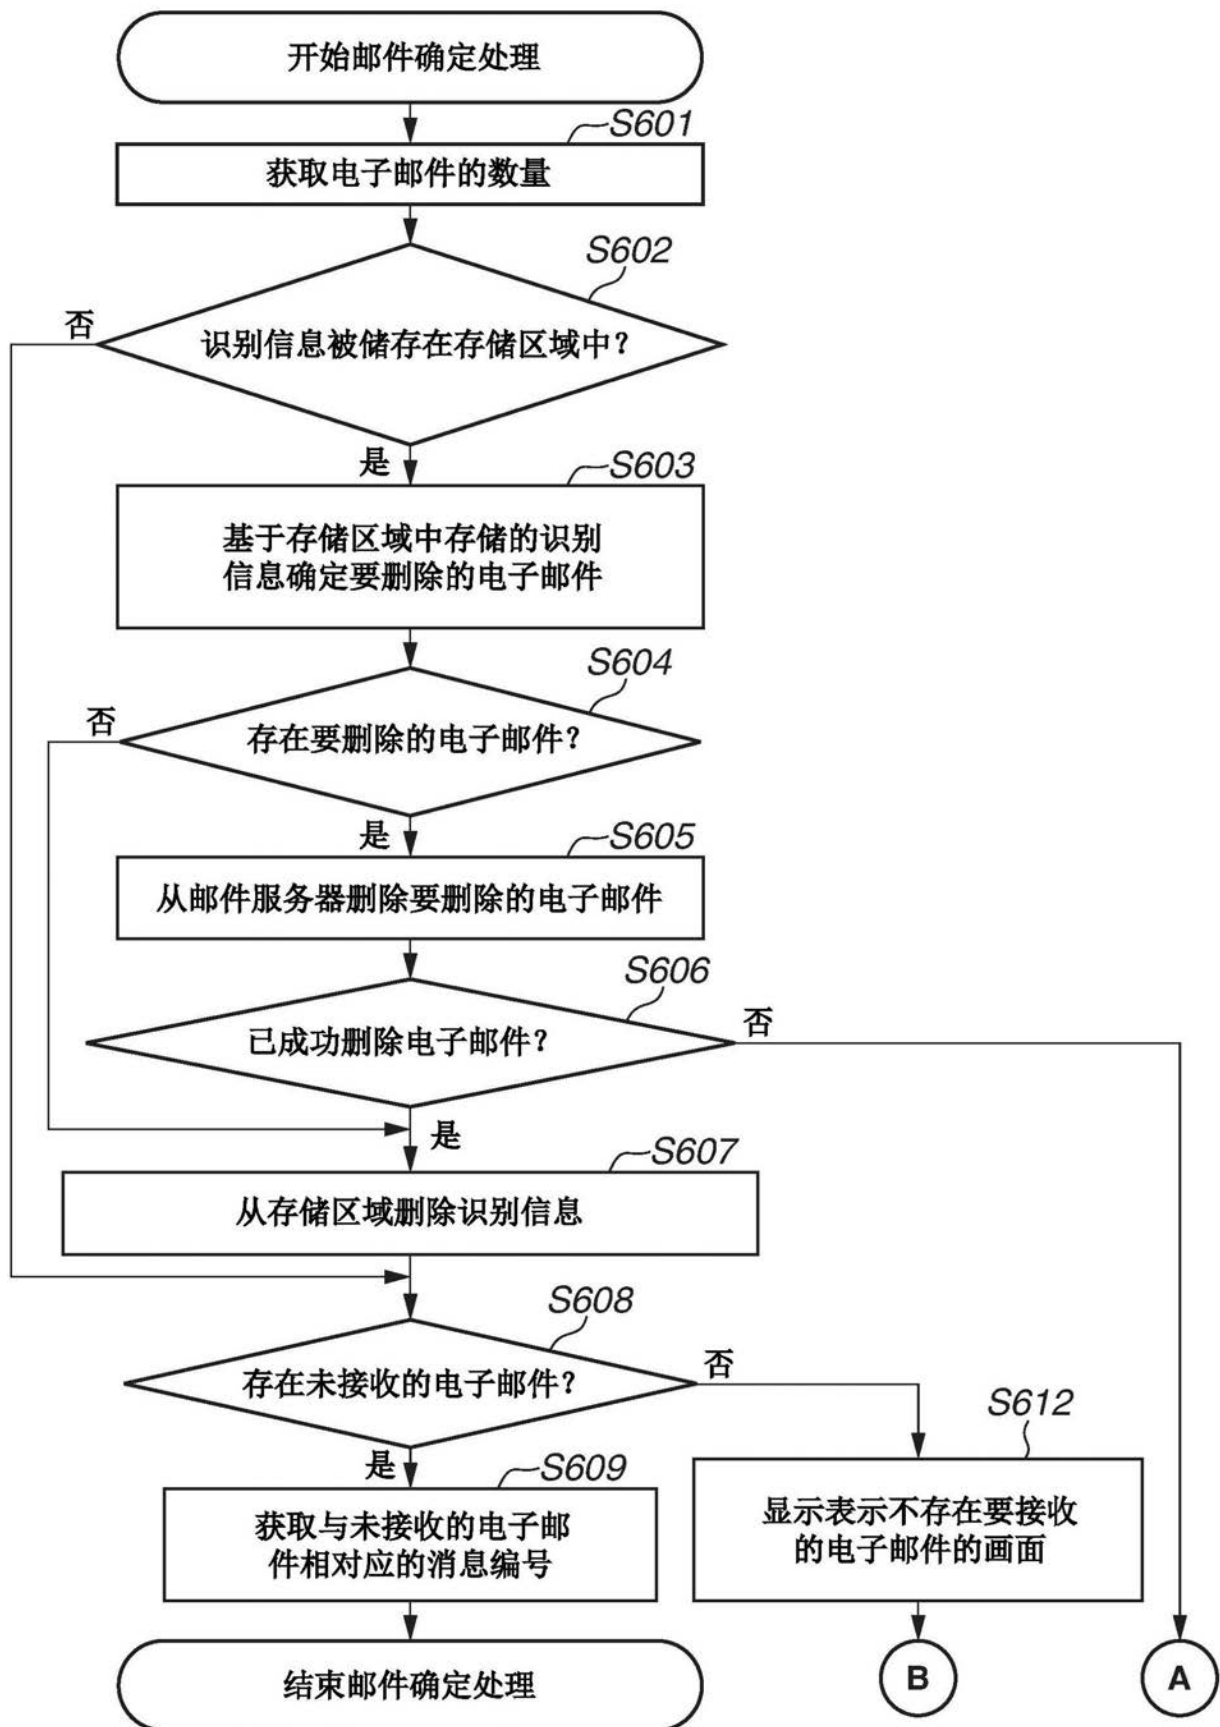 开始邮件确定处理
S601
获取电子邮件的数量
S602
否
识别信息被储存在存储区域中？
是
S603
基于存储区域中存储的识别
信息确定要删除的电子邮件
S604
否
存在要删除的电子邮件？
是
S605
从邮件服务器删除要删除的电子邮件
S606
否
已成功删除电子邮件？
是
S607
从存储区域删除识别信息
S608
否
存在未接收的电子邮件？
S612
是
S609
获取与未接收的电子邮
件相对应的消息编号
显示表示不存在要接收
的电子邮件的画面
结束邮件确定处理
B
A